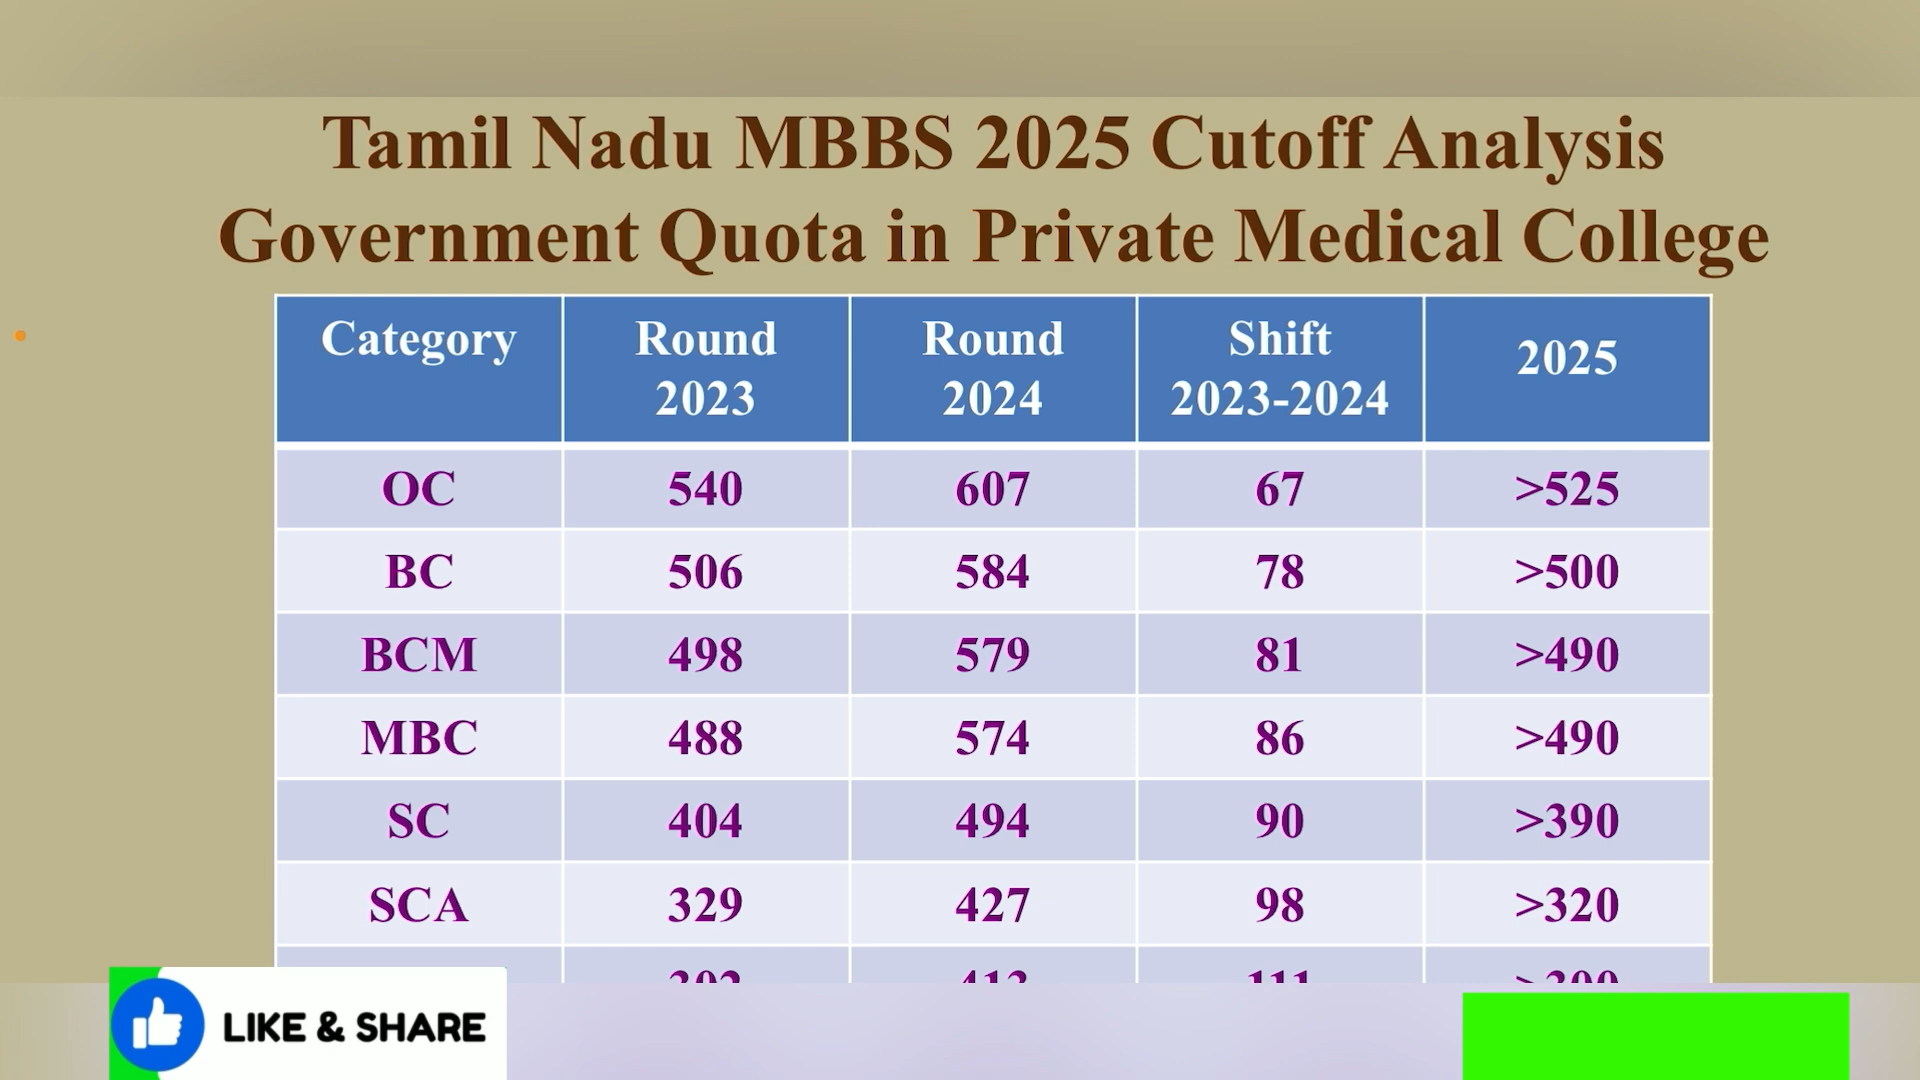 Tamil Nadu MBBS 2025 Cutoff Analysis
Government Quota in Private Medical College
Category Round 2023 Round 2024 Shift 2023-2024 2025
OC 540 607 67 >525
BC 506 584 78 >500
BCM 498 579 81 >490
MBC 488 574 86 >490
SC 404 494 90 >390
SCA 329 427 98 >320
LIKE & SHARE